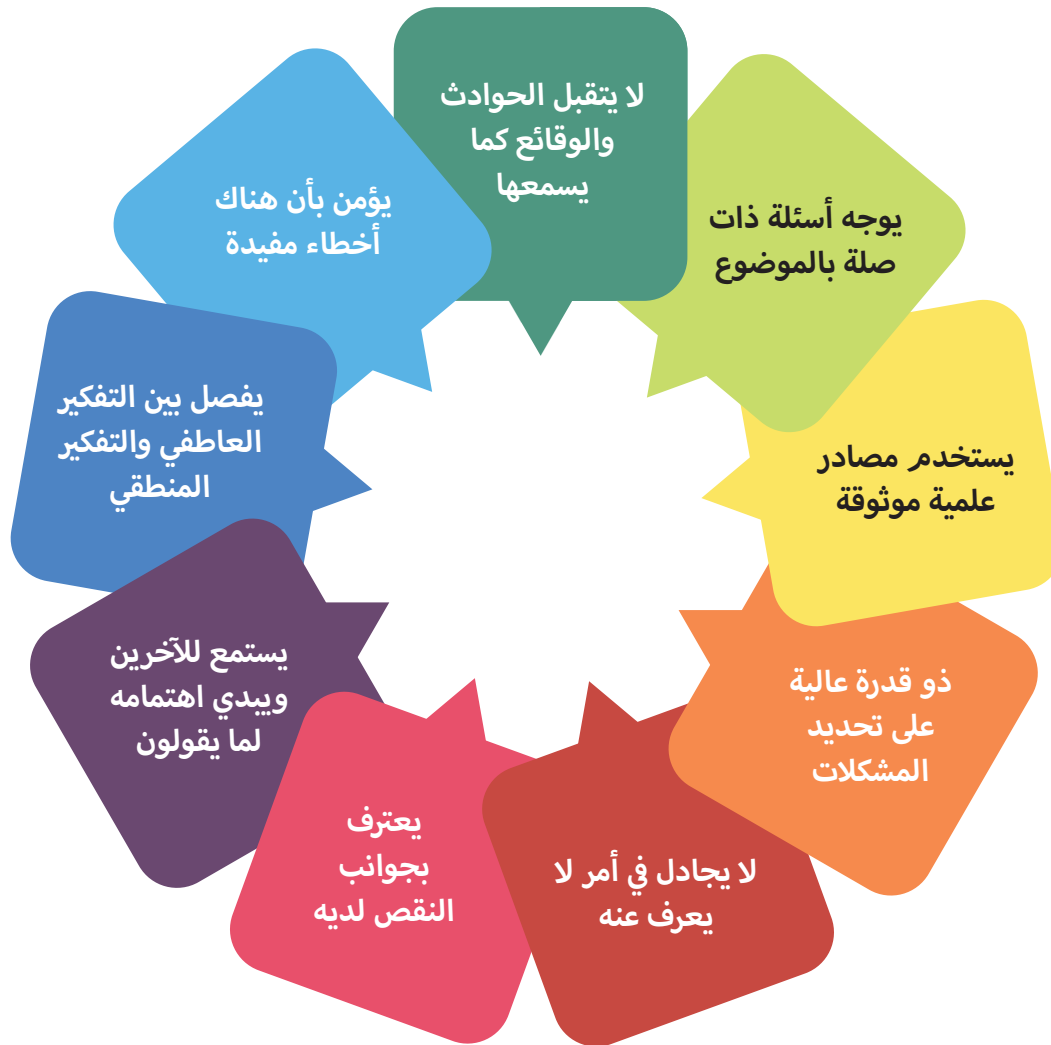 لا يتقبل الحوادث
والوقائع كما
يسمعها
يوجه أسئلة ذات
صلة بالموضوع
يستخدم مصادر
علمية موثوقة
ذو قدرة عالية
على تحديد
المشكلات
لا يجادل في أمر لا
يعرف عنه
يعترف
بجوانب
النقص لديه
يستمع للآخرين
ويبدي اهتمامه
لما يقولون
يفصل بين التفكير
العاطفي والتفكير
المنطقي
يؤمن بأن هناك
أخطاء مفيدة